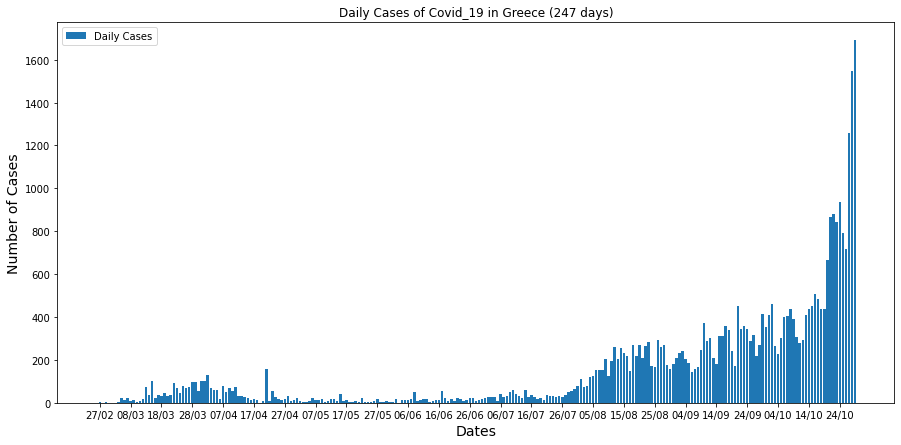 Daily Cases of Covid_19 in Greece (247 days)
Daily Cases
1600
1400
1200
1000
800
600
400
200
0
Number of Cases
27/02 08/03 18/03 28/03 07/04 17/04 27/04 07/05 17/05 27/05 06/06 16/06 26/06 06/07 16/07 26/07 05/08 15/08 25/08 04/09 14/09 24/09 04/10 14/10 24/10
Dates